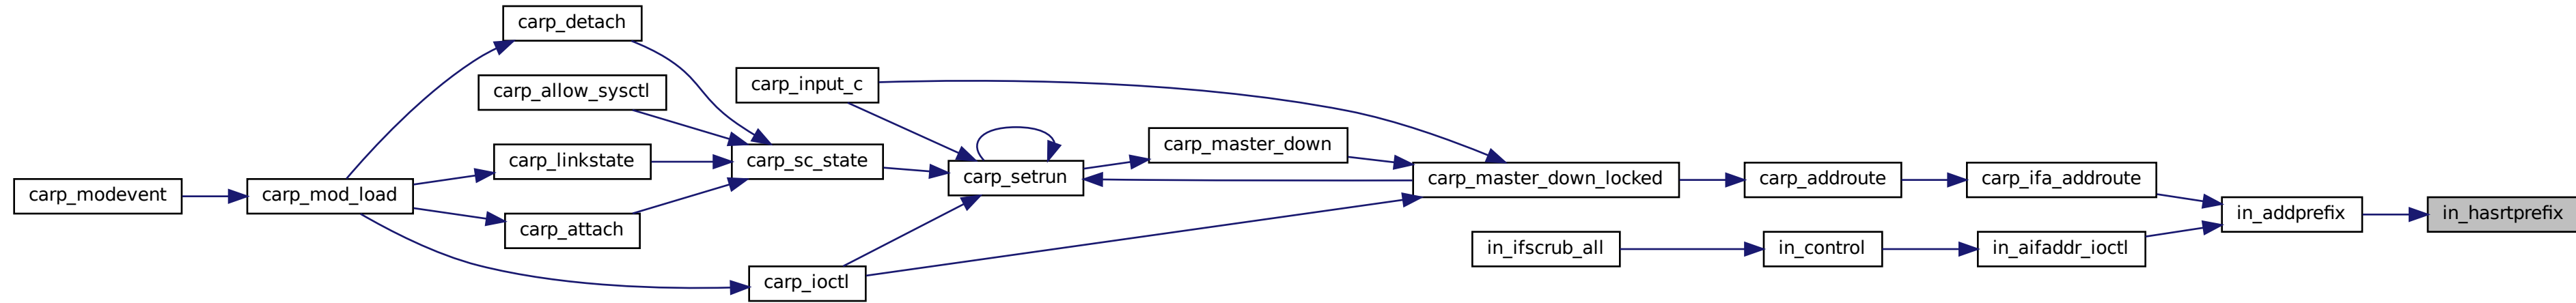 carp_detach
carp_allow_sysctl
carp_input_c
carp_master_down
carp_linkstate
carp_sc_state
carp_setrun
carp_master_down_locked
carp_addroute
carp_ifa_addroute
carp_modevent
carp_mod_load
carp_attach
in_addprefix
in_hasrtprefix
in_ifscrub_all
in_control
in_aifaddr_ioctl
carp_ioctl